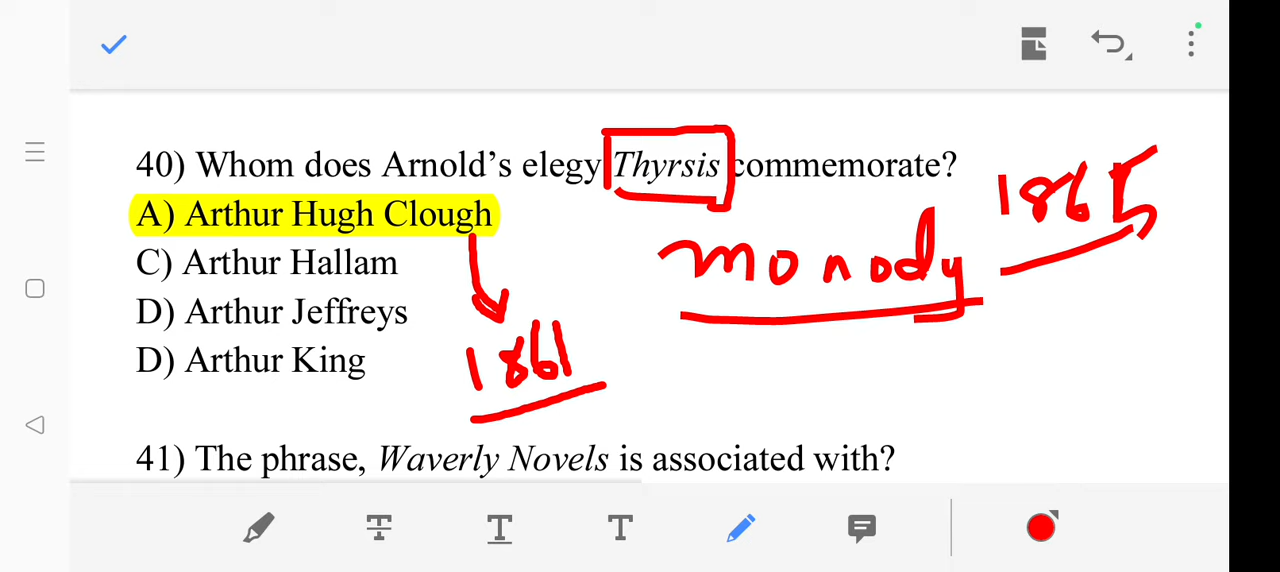 40) Whom does Arnold's elegy Thyrsis commemorate?
1865
A) Arthur Hugh Clough
monody
C) Arthur Hallam
D) Arthur Jeffreys
1861
D) Arthur King
41) The phrase, Waverly Novels is associated with?
T T T